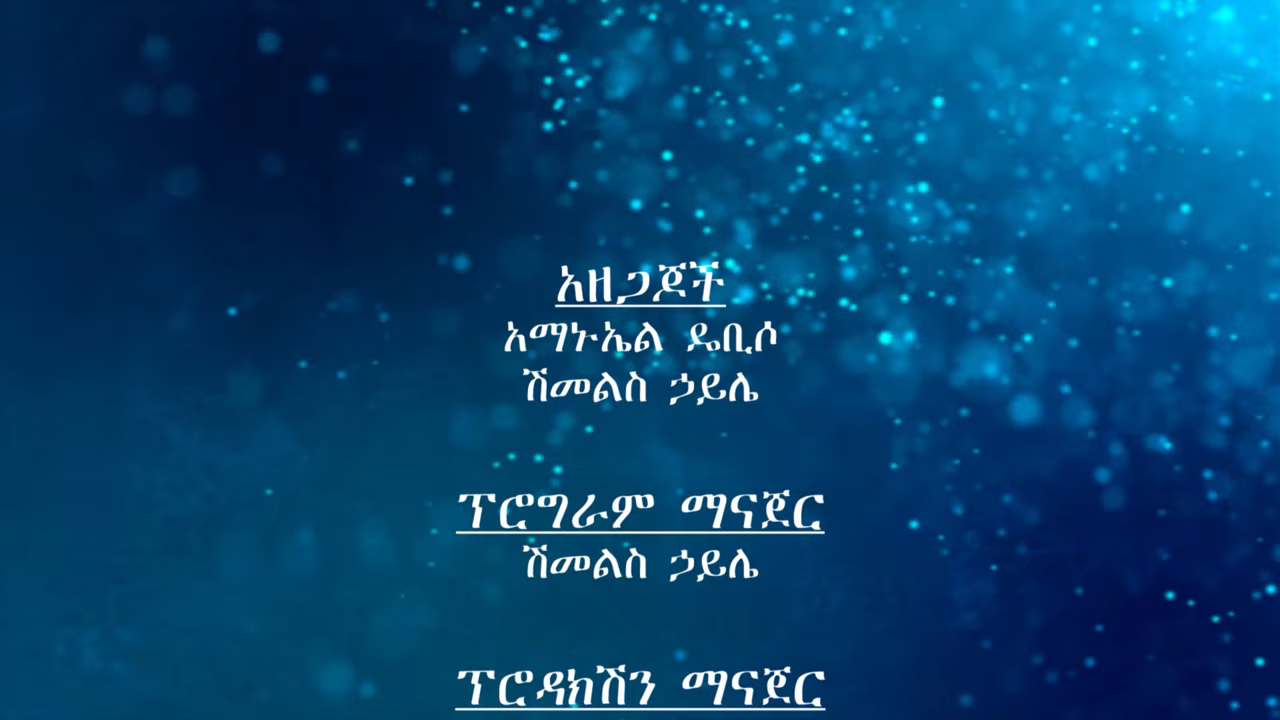 አዘጋጆች
አማኑኤል ዴቢሶ
ሽመልስ ኃይሌ
ፕሮግራም ማናጀር
ሽመልስ ኃይሌ
ፕሮዳክሽን ማናጀር